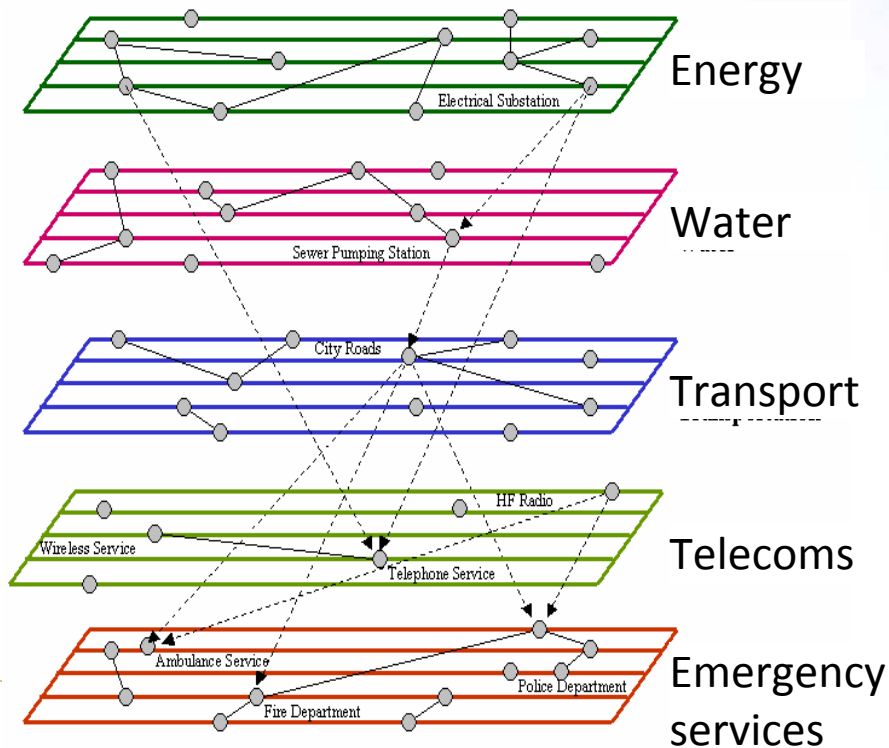 Energy
Electrical Substation
Water
Sewer Pumping Station
City Roads
Transport
HF Radio
Wireless Service
Telecoms
Telephone Service
Ambulance Service
Police Department
Emergency
Fire Department
services